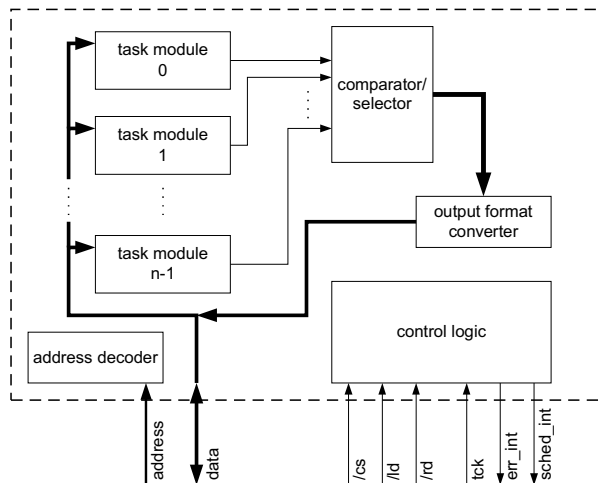 task module
0
task module
1
task module
n-1
comparator/
selector
output format
converter
address decoder
control logic
address
data
/cs
/ld
/rd
tck
err_int
sched_int